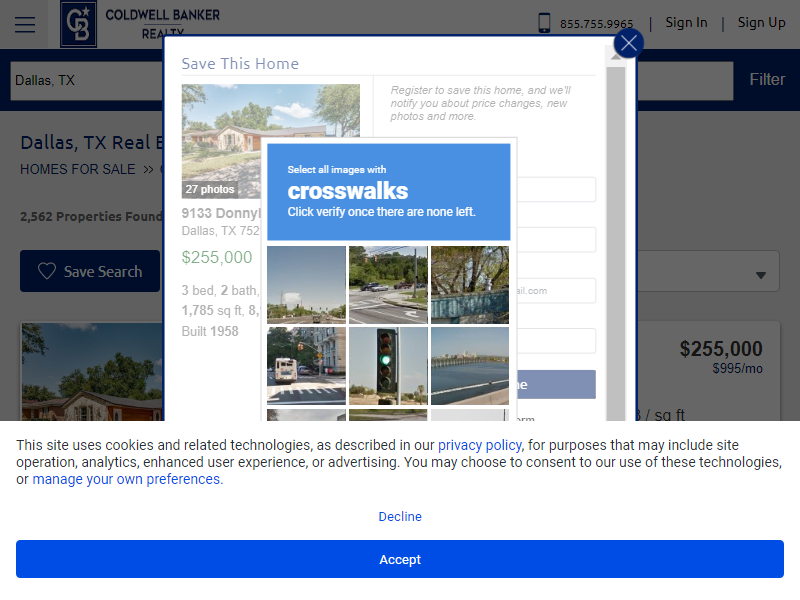 COLDWELL BANKER
REALTY
855.755.9965 | Sign In | Sign Up
Dallas, TX
Filter
Save This Home
Register to save this home, and we'll
notify you about price changes, new
photos and more.
Dallas, TX Real
HOMES FOR SALE >>
2,562 Properties Found
Save Search
27 photos
9133
Dallas, TX
$255,000
3 bed, 2 bath,
1,785 sq ft, 8,
Built 1958
Select all images with
crosswalks
Click verify once there are none left.
$255,000
$995/mo
/ sq ft
This site uses cookies and related technologies, as described in our privacy policy, for purposes that may include site
operation, analytics, enhanced user experience, or advertising. You may choose to consent to our use of these technologies,
or manage your own preferences.
Decline
Accept